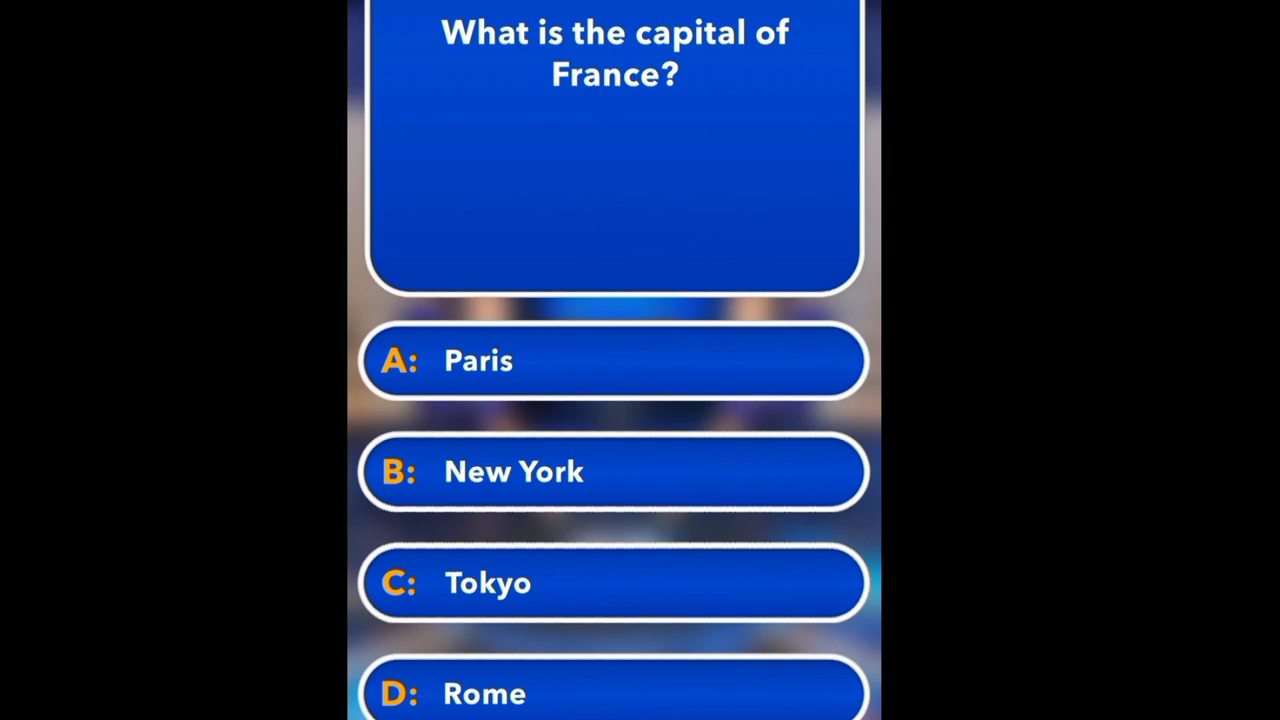 What is the capital of
France?
A: Paris
B: New York
C: Tokyo
D: Rome